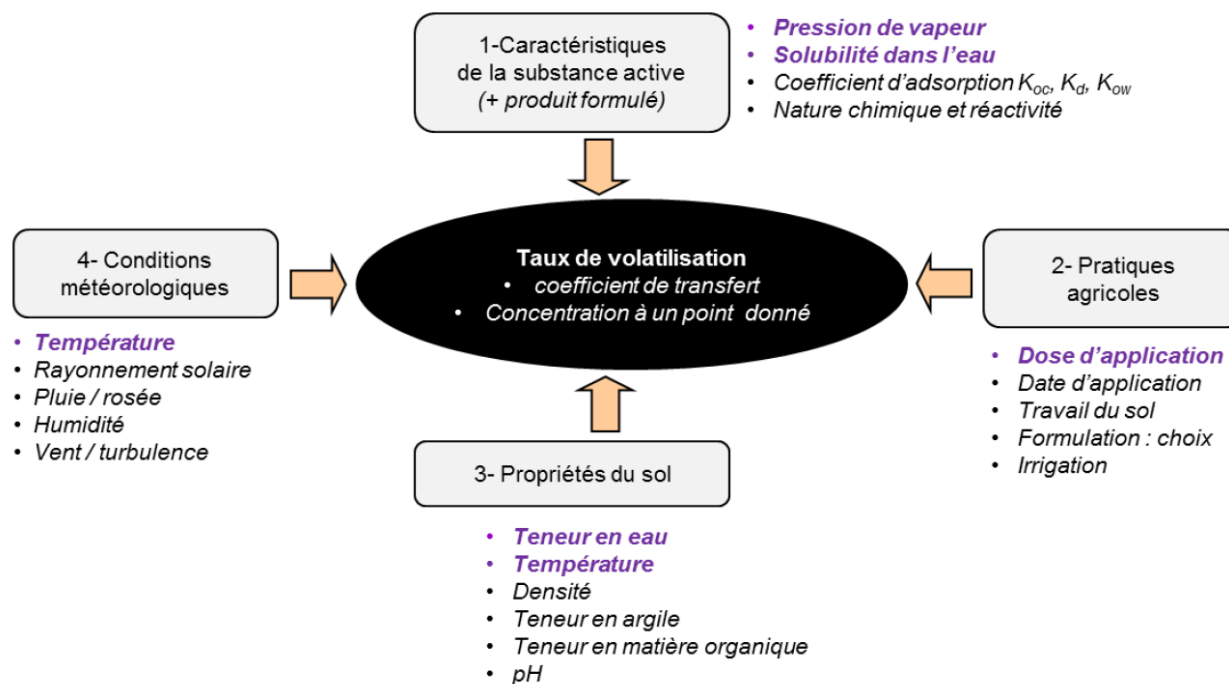 1-Caractéristiques
de la substance active
(+ produit formulé)
• Pression de vapeur
• Solubilité dans l'eau
• Coefficient d'adsorption Koc, Kd, Kow
• Nature chimique et réactivité
4- Conditions
météorologiques
• Température
• Rayonnement solaire
• Pluie / rosée
• Humidité
• Vent / turbulence
Taux de volatilisation
• coefficient de transfert
• Concentration à un point donné
2- Pratiques
agricoles
• Dose d'application
• Date d'application
• Travail du sol
• Formulation : choix
• Irrigation
3- Propriétés du sol
• Teneur en eau
• Température
• Densité
• Teneur en argile
• Teneur en matière organique
• pH